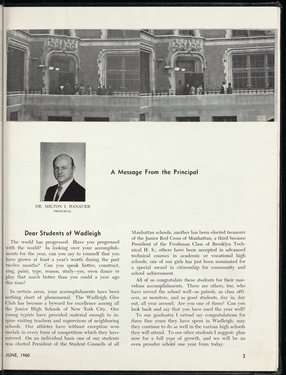 DR. MILTON I. HANAUER
PRINCIPAL
A Message From the Principal
Dear Students of Wadleigh
The world has progressed. Have you progressed
with the world? In looking over your accomplish-
ments for the year, can you say to yourself that you
have grown at least a year's worth during the past
twelve months? Can you speak better, construct,
sing, paint, type, reason, study—yes, even dance or
play that much better than you could a year ago
this time?
In certain areas, your accomplishments have been
nothing short of phenomenal. The Wadleigh Glee
Club has become a byword for excellence among all
the Junior High Schools of New York City. Our
young typists have provided material enough to in-
spire visiting teachers and supervisors of neighboring
schools. Our athletes have without exception won
medals in every form of competition which they have
entered. On an individual basis one of our students
was elected President of the Student Councils of all
Manhattan schools; another has been elected treasurer
of the Junior Red Cross of Manhattan; a third became
President of the Freshman Class of Brooklyn Tech-
nical H. S.; others have been accepted in advanced
technical courses in academic or vocational high
schools; one of our girls has just been nominated for
a special award in citizenship for community and
school achievement.
All of us congratulate these students for their mar-
velous accomplishments. There are others, too, who
have served the school well—as patrols, as class offi-
cers, as monitors, and as good students, day in, day
out, all year around. Are you one of these? Can you
look back and say that you have used the year well?
To our graduates I extend my congratulations for
these fine years they have spent in Wadleigh; may
they continue to do as well in the various high schools
they will attend. To our other students I suggest: plan
now for a full year of growth, and we will be an
even prouder school one year from today.
JUNE, 1960
3